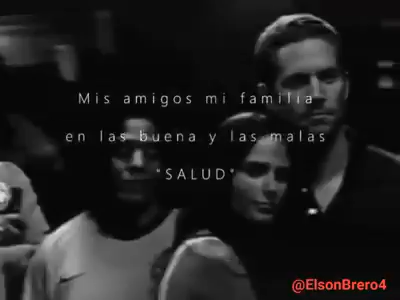 Mis amigos mi familia
en las buena y las malas
"SALUD"
@ElsonBrero4